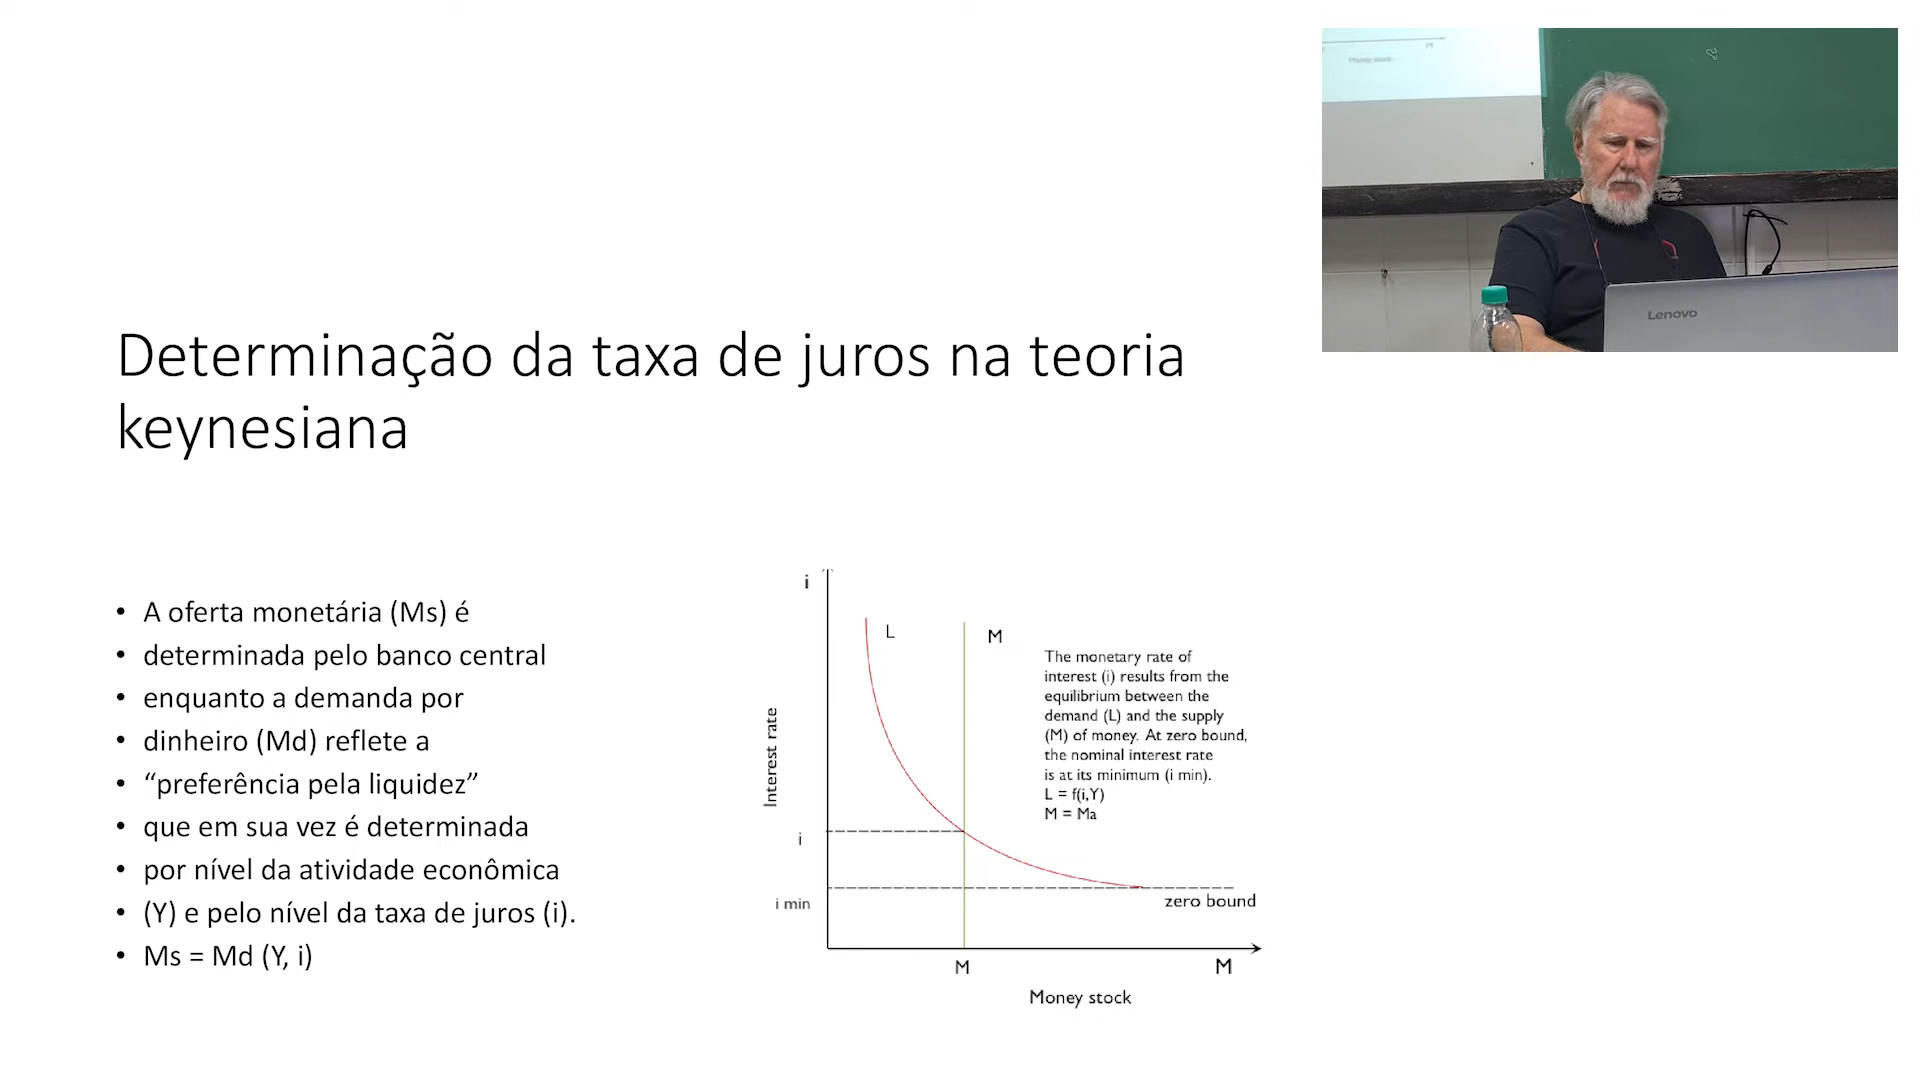 M
Money stock
Lenovo
Determinação da taxa de juros na teoria
keynesiana
• A oferta monetária (Ms) é
• determinada pelo banco central
• enquanto a demanda por
• dinheiro (Md) reflete a
• “preferência pela liquidez”
• que em sua vez é determinada
• por nível da atividade econômica
• (Y) e pelo nível da taxa de juros (i).
• Ms = Md (Y, i)
i
L
M
The monetary rate of
interest (i) results from the
equilibrium between the
demand (L) and the supply
(M) of money. At zero bound,
the nominal interest rate
is at its minimum (i min).
L = f(i,Y)
M = Ma
Interest rate
i
i min
zero bound
M
M
Money stock